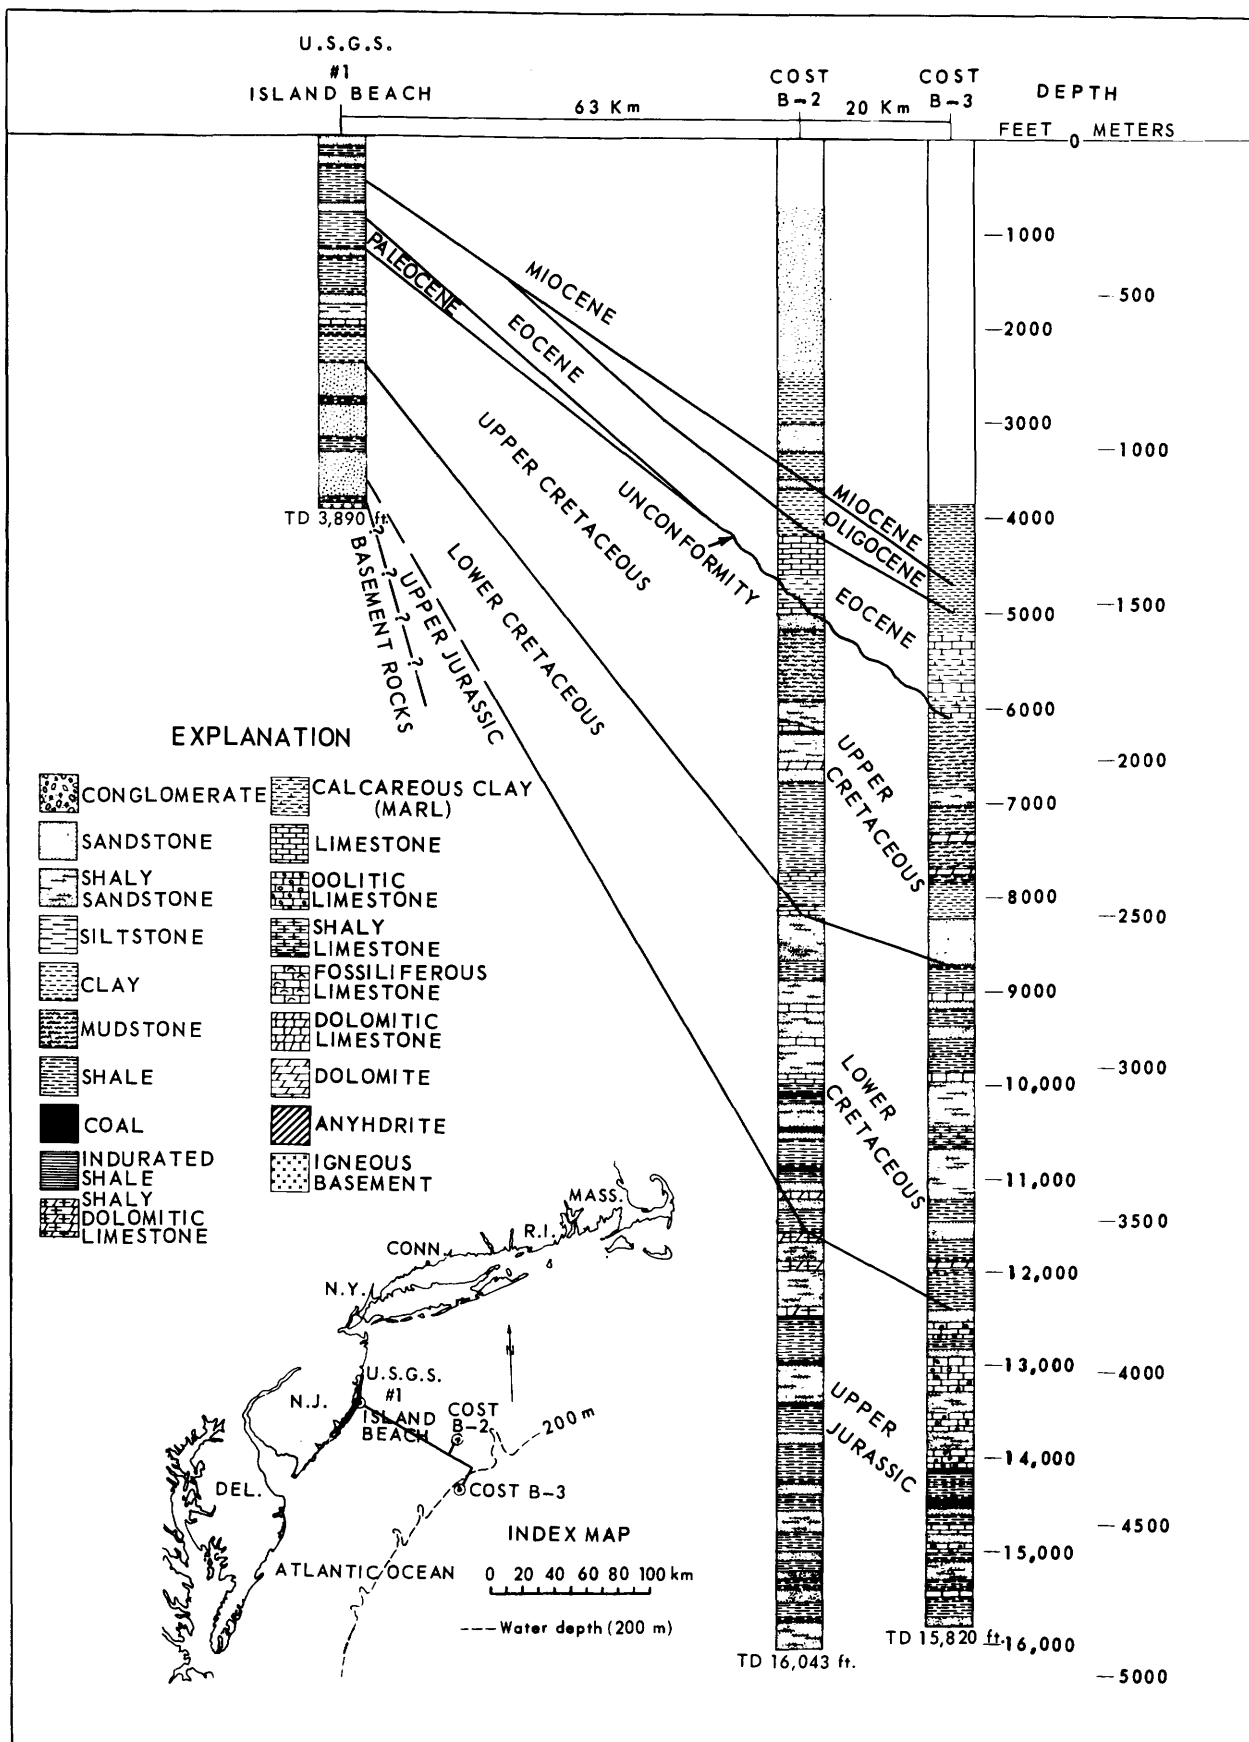 U.S.G.S.
#1
ISLAND BEACH
63 Km
COST
B-2
20 Km
COST
B-3
DEPTH
FEET
0
METERS
1000
500
2000
3000
1000
4000
5000
1500
6000
2000
7000
8000
2500
9000
3000
10,000
11,000
3500
12,000
13,000
4000
14,000
4500
15,000
16,000
5000
MIOCENE
PALEOCENE
EOCENE
UPPER CRETACEOUS
UNCONFORMITY
MIOCENE
OLIGOCENE
EOCENE
TD 3,890 ft.
?
?
?
?
BASEMENT ROCKS
UPPER JURASSIC
LOWER CRETACEOUS
UPPER
CRETACEOUS
LOWER
CRETACEOUS
UPPER
JURASSIC
TD 16,043 ft.
TD 15,820 ft.
EXPLANATION
CONGLOMERATE
SANDSTONE
SHALY
SANDSTONE
SILTSTONE
CLAY
MUDSTONE
SHALE
COAL
INDURATED
SHALE
SHALY
DOLOMITIC
LIMESTONE
CALCAREOUS CLAY
(MARL)
LIMESTONE
OOLITIC
LIMESTONE
SHALY
LIMESTONE
FOSSILIFEROUS
LIMESTONE
DOLOMITIC
LIMESTONE
DOLOMITE
ANYHDRITE
IGNEOUS
BASEMENT
MASS.
R.I.
CONN.
N.Y.
N
N.J.
U.S.G.S.
#1
ISLAND
BEACH
COST
B-2
200 m
DEL.
COST B-3
INDEX MAP
ATLANTIC OCEAN
0 20 40 60 80 100 km
Water depth (200 m)